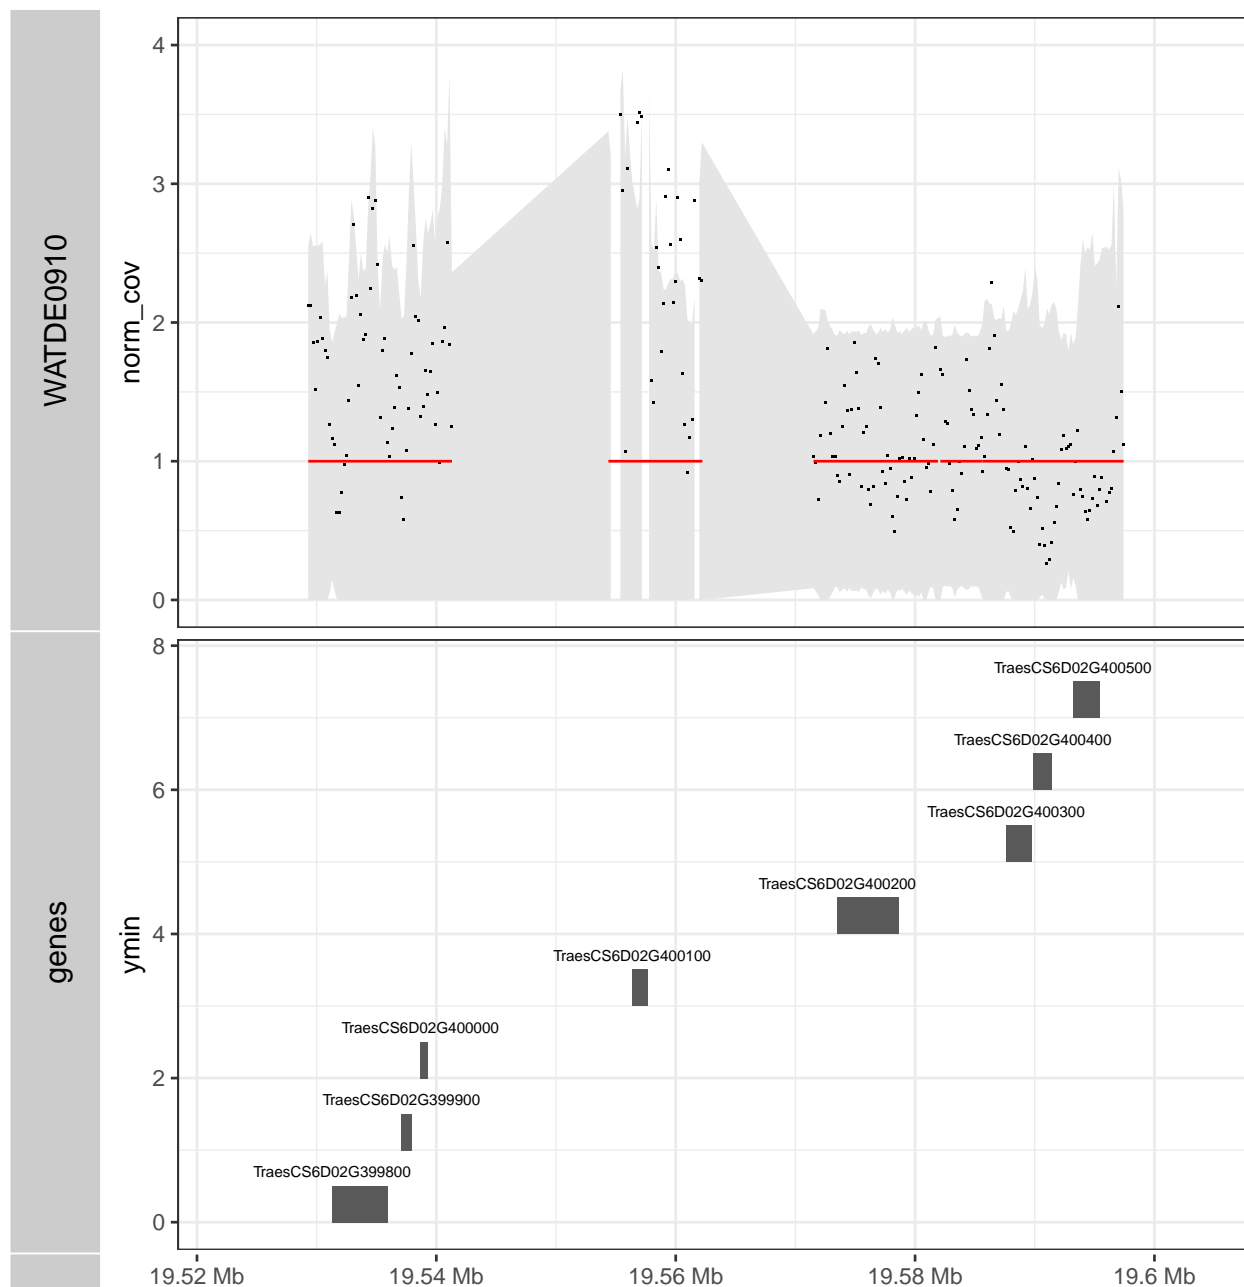 WATDE0910
norm_cov
4
3
2
1
0
genes
ymin
8
6
4
2
0
TraesCS6D02G400500
TraesCS6D02G400400
TraesCS6D02G400300
TraesCS6D02G400200
TraesCS6D02G400100
TraesCS6D02G400000
TraesCS6D02G399900
TraesCS6D02G399800
19.52 Mb 19.54 Mb 19.56 Mb 19.58 Mb 19.6 Mb